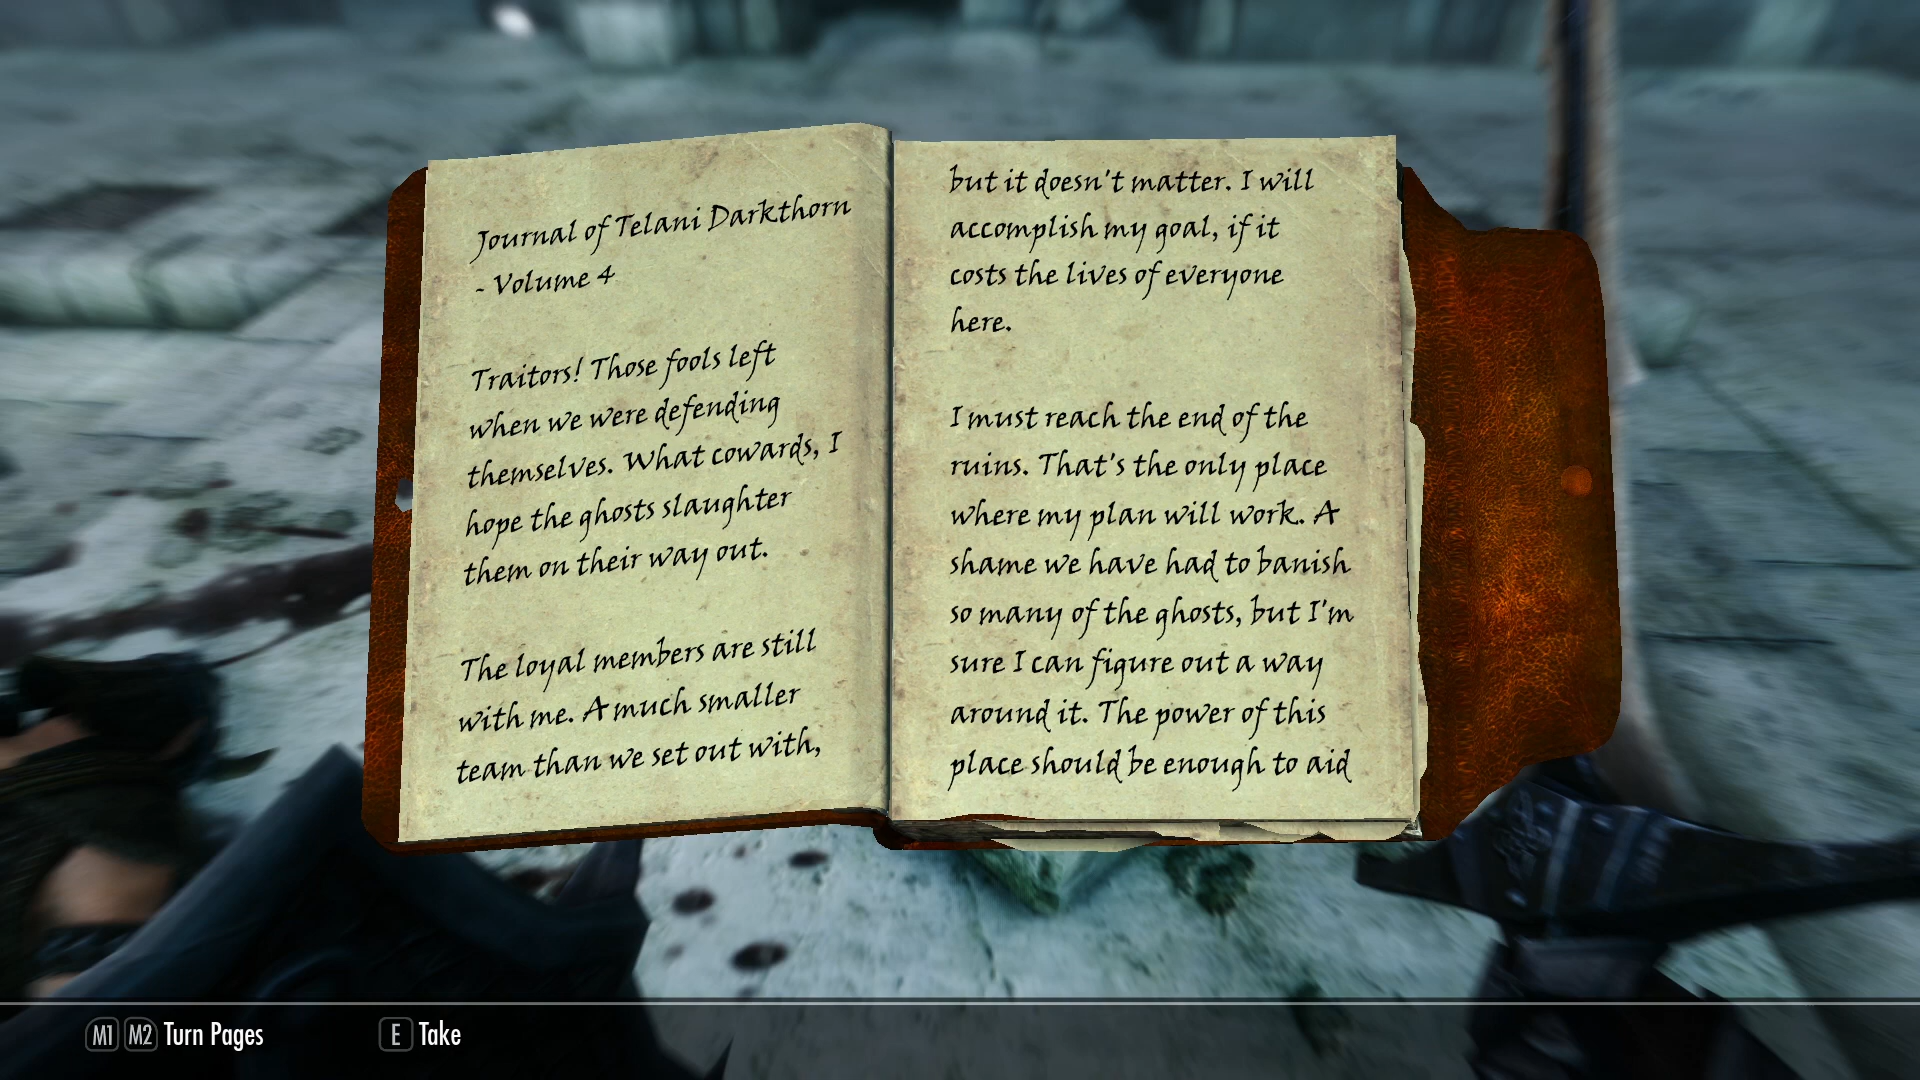 Journal of Telani Darkthorn
- Volume 4
Traitors! Those fools left
when we were defending
themselves. What cowards, I
hope the ghosts slaughter
them on their way out.
The loyal members are still
with me. A much smaller
team than we set out with,
but it doesn't matter. I will
accomplish my goal, if it
costs the lives of everyone
here.
I must reach the end of the
ruins. That's the only place
where my plan will work. A
shame we have had to banish
so many of the ghosts, but I'm
sure I can figure out a way
around it. The power of this
place should be enough to aid
M1 M2 Turn Pages
E Take